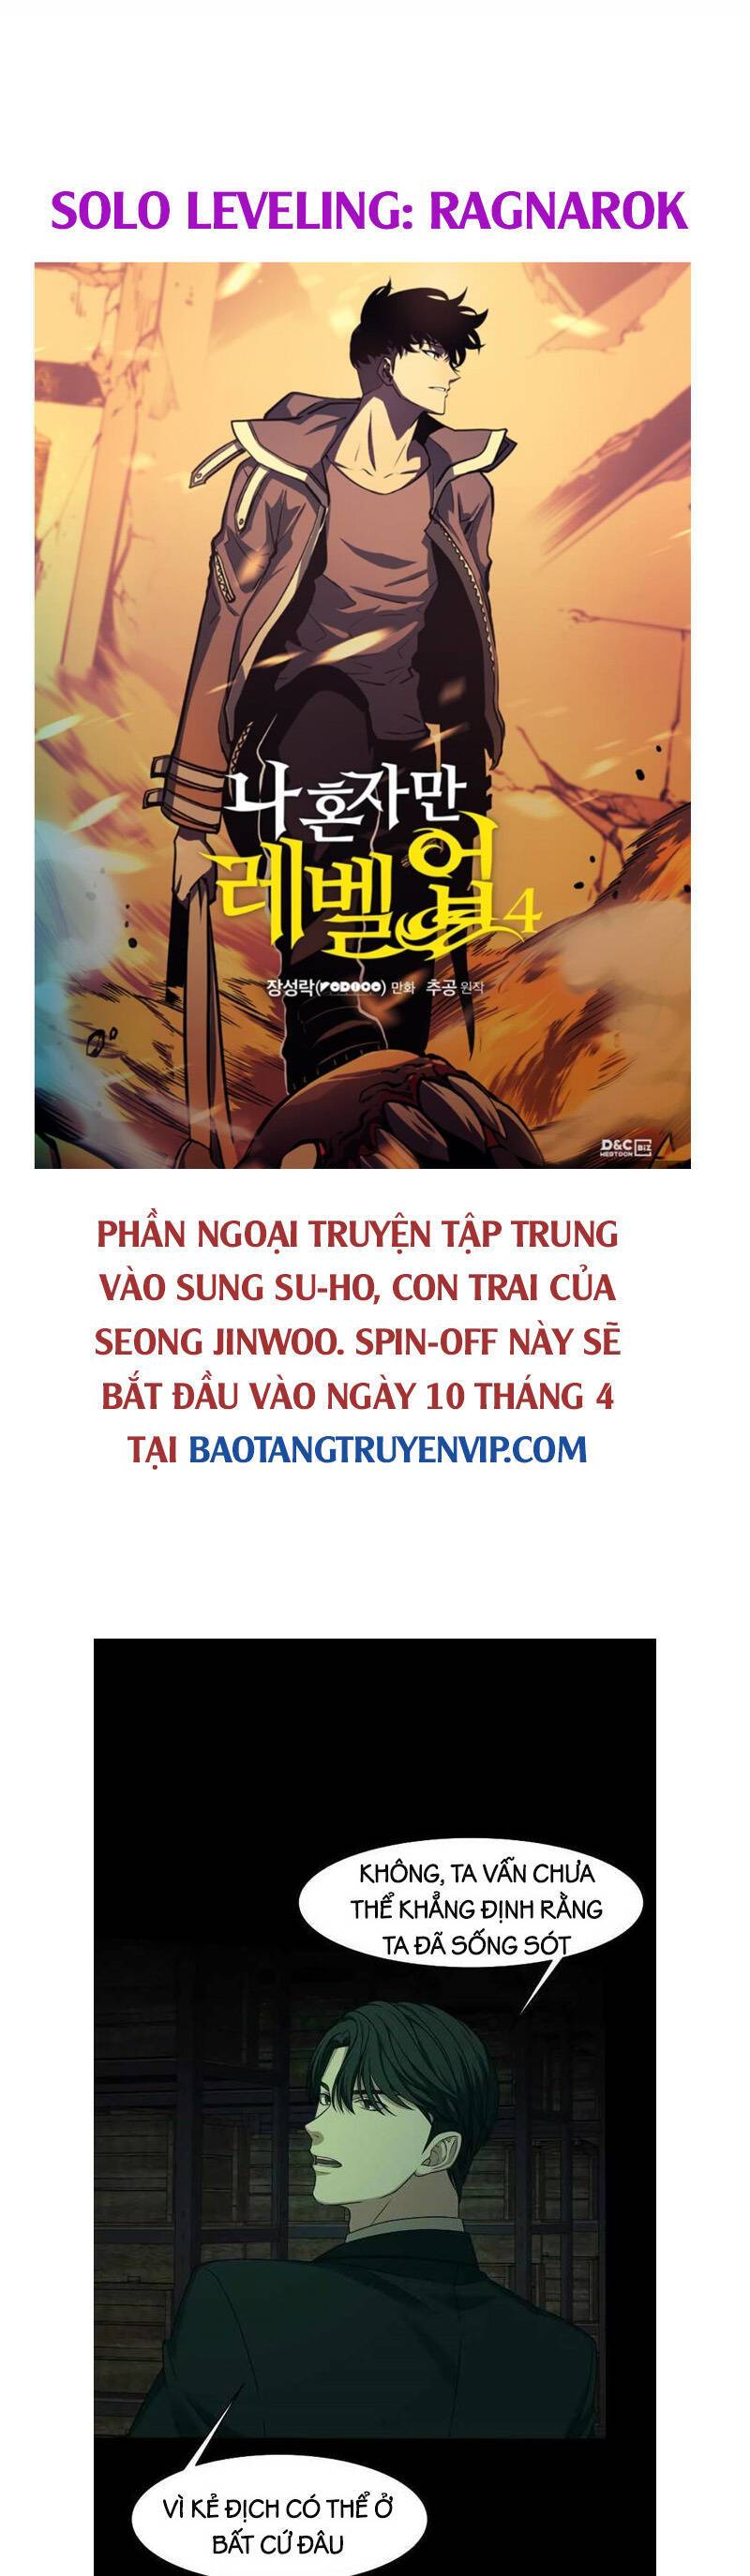 SOLO LEVELING: RAGNAROK
나 혼자만
레벨업4
장성락(REDICE) 만화 추공 원작
D&C BIZ
WEBTOON
PHẦN NGOẠI TRUYỆN TẬP TRUNG
VÀO SUNG SU-HO, CON TRAI CỦA
SEONG JINWOO. SPIN-OFF NÀY SẼ
BẮT ĐẦU VÀO NGÀY 10 THÁNG 4
TẠI BAOTANGTRUYENVIP.COM
KHÔNG, TA VẪN CHƯA
THỂ KHẲNG ĐỊNH RẰNG
TA ĐÃ SỐNG SÓT
VÌ KẺ ĐỊCH CÓ THỂ Ở
BẤT CỨ ĐÂU